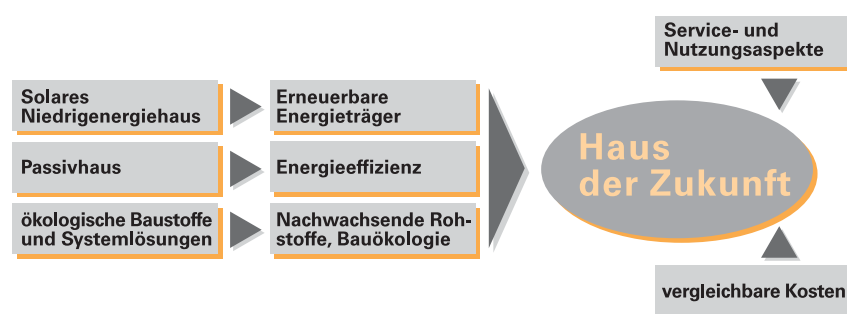 Service- und
Nutzungsaspekte
Solares
Niedrigenergiehaus
Erneuerbare
Energieträger
Passivhaus
Energieeffizienz
ökologische Baustoffe
und Systemlösungen
Nachwachsende Roh-
stoffe, Bauökologie
Haus
der Zukunft
vergleichbare Kosten